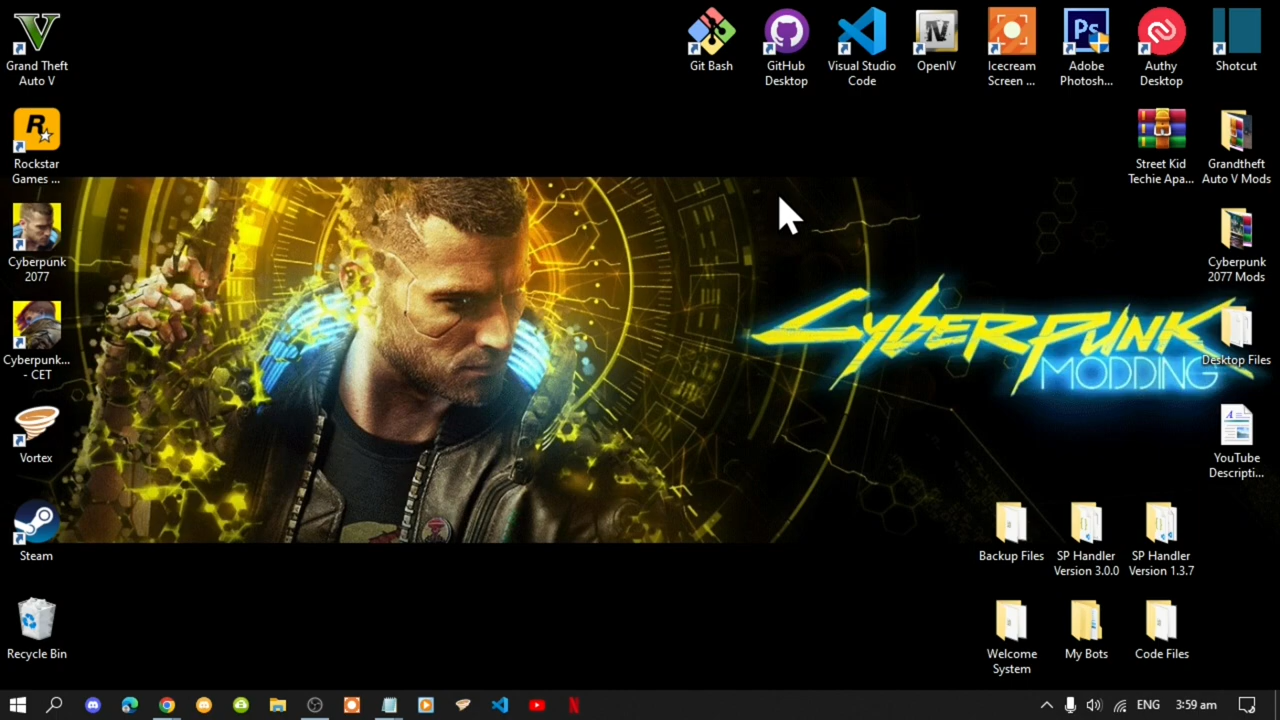 Grand Theft
Auto V
Git Bash
GitHub
Desktop
Visual Studio
Code
OpenIV
Icecream
Screen ...
Adobe
Photosh...
Authy
Desktop
Shotcut
Rockstar
Games ...
Street Kid
Techie Apa...
Grandtheft
Auto V Mods
Cyberpunk
2077
Cyberpunk
2077 Mods
CYBERPUNK
MODDING
Cyberpunk...
- CET
Desktop Files
Vortex
YouTube
Descripti...
Steam
Backup Files
SP Handler
Version 3.0.0
SP Handler
Version 1.3.7
Recycle Bin
Welcome
System
My Bots
Code Files
ENG
3:59 am